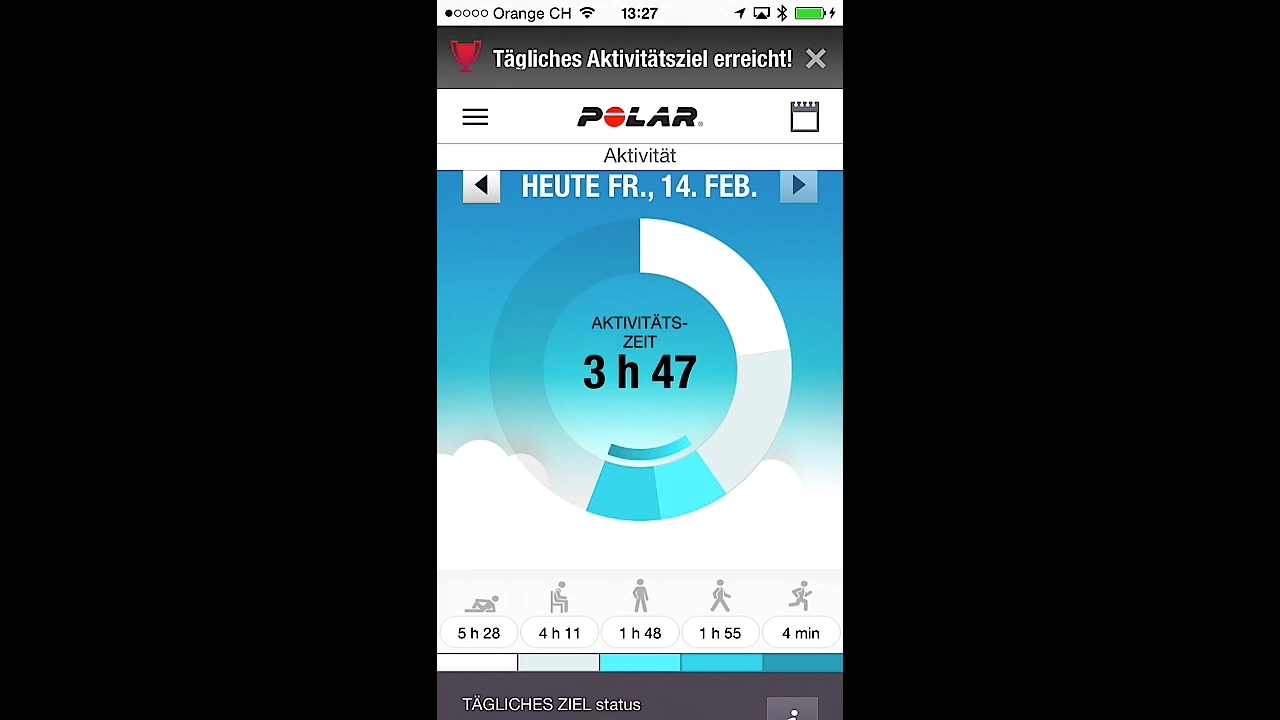 Orange CH 13:27
Tägliches Aktivitätsziel erreicht!
POLAR
Aktivität
HEUTE FR., 14. FEB.
AKTIVITÄTS-
ZEIT
3 h 47
5 h 28 4 h 11 1 h 48 1 h 55 4 min
TÄGLICHES ZIEL status